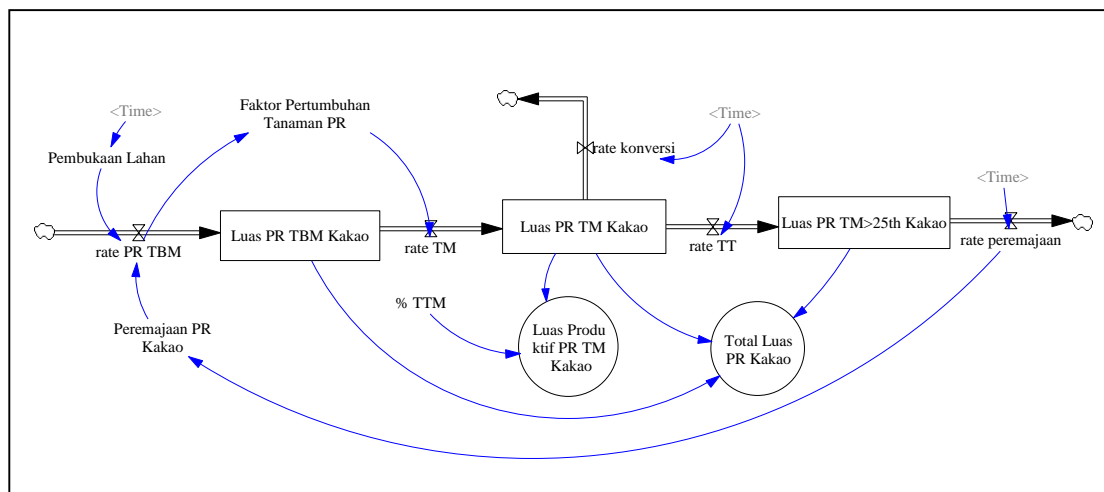 <Time>
Faktor Pertumbuhan
Tanaman PR
<Time>
Pembukaan Lahan
rate konversi
<Time>
rate PR TBM
Luas PR TBM Kakao
rate TM
Luas PR TM Kakao
rate TT
Luas PR TM>25th Kakao
rate peremajaan
% TTM
Peremajaan PR
Kakao
Luas Produ
ktif PR TM
Kakao
Total Luas
PR Kakao